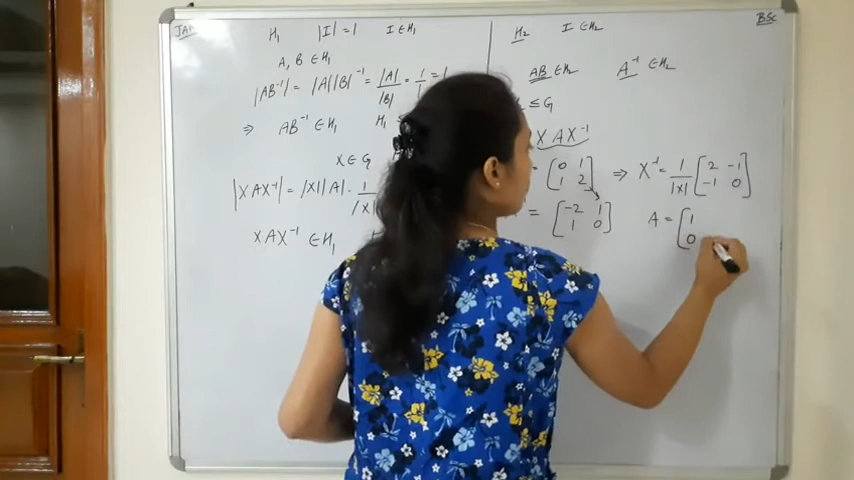 JAM
BSc
H₁ |I| = 1 I ∈ H₁
A, B ∈ H₁
|AB⁻¹| = |A||B|⁻¹ = |A|/|B| = 1/1 = 1
⇒ AB⁻¹ ∈ H₁ H₁
X ∈ G
|XAX⁻¹| = |X||A|·1/|X|
XAX⁻¹ ∈ H₁
H₂ I ∈ H₂
AB ∈ H₂ A⁻¹ ∈ H₂
≤ G
XAX⁻¹
= [0 1; 1 2] ⇒ X⁻¹ = 1/|X| [2 -1; -1 0]
= [-2 1; 1 0] A = [1
0